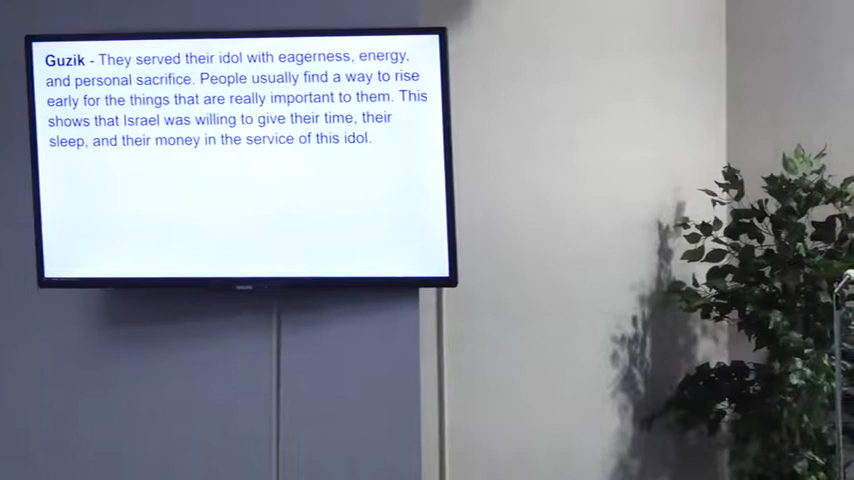 Guzik - They served their idol with eagerness, energy,
and personal sacrifice. People usually find a way to rise
early for the things that are really important to them. This
shows that Israel was willing to give their time, their
sleep, and their money in the service of this idol.